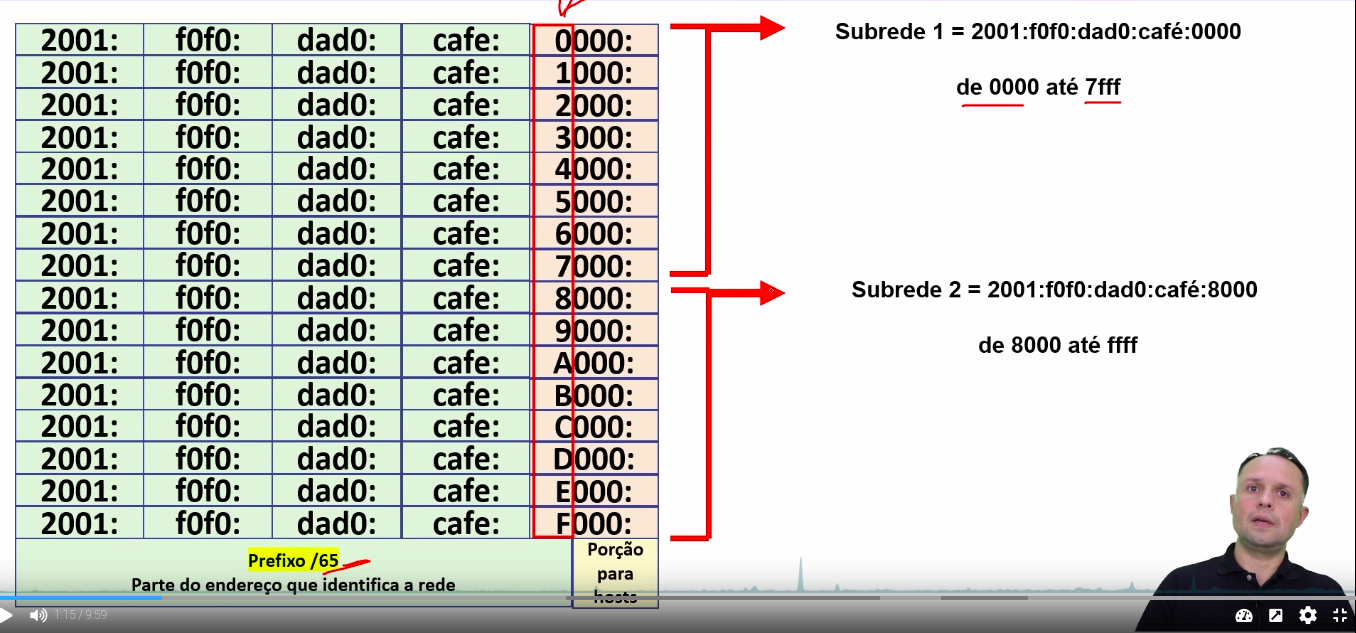 2001: f0f0: dad0: cafe: 0000:
2001: f0f0: dad0: cafe: 1000:
2001: f0f0: dad0: cafe: 2000:
2001: f0f0: dad0: cafe: 3000:
2001: f0f0: dad0: cafe: 4000:
2001: f0f0: dad0: cafe: 5000:
2001: f0f0: dad0: cafe: 6000:
2001: f0f0: dad0: cafe: 7000:
2001: f0f0: dad0: cafe: 8000:
2001: f0f0: dad0: cafe: 9000:
2001: f0f0: dad0: cafe: A000:
2001: f0f0: dad0: cafe: B000:
2001: f0f0: dad0: cafe: C000:
2001: f0f0: dad0: cafe: D000:
2001: f0f0: dad0: cafe: E000:
2001: f0f0: dad0: cafe: F000:
Prefixo /65
Parte do endereço que identifica a rede
Porção
para
hosts
Subrede 1 = 2001:f0f0:dad0:café:0000
de 0000 até 7fff
Subrede 2 = 2001:f0f0:dad0:café:8000
de 8000 até ffff
1:15 / 9:59